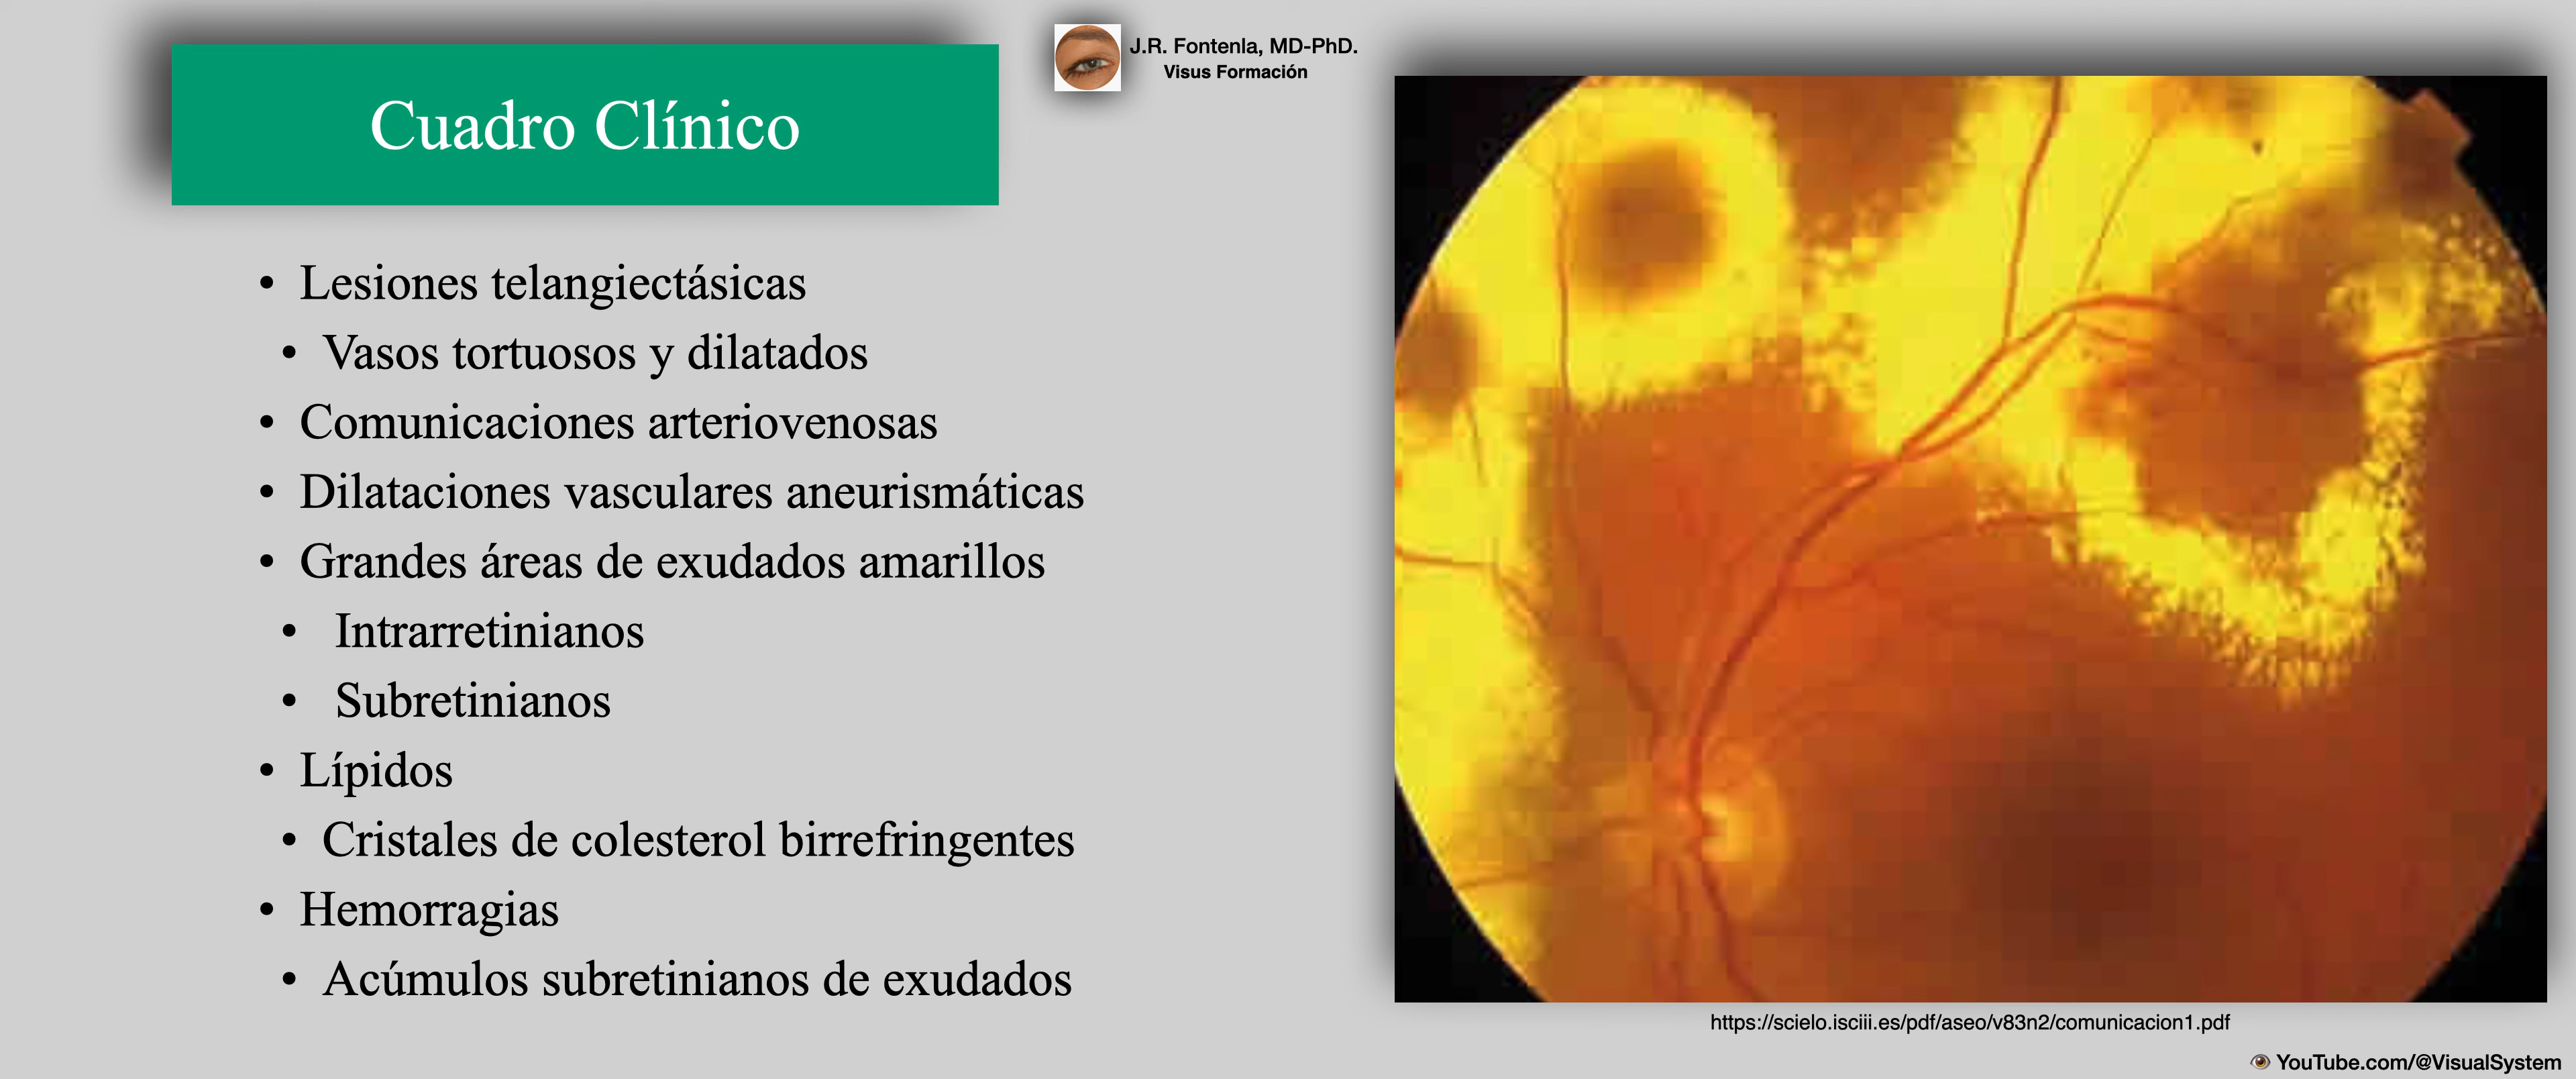 Cuadro Clínico
J.R. Fontenla, MD-PhD.
Visus Formación
• Lesiones telangiectásicas
• Vasos tortuosos y dilatados
• Comunicaciones arteriovenosas
• Dilataciones vasculares aneurismáticas
• Grandes áreas de exudados amarillos
• Intrarretinianos
• Subretinianos
• Lípidos
• Cristales de colesterol birrefringentes
• Hemorragias
• Acúmulos subretinianos de exudados
https://scielo.isciii.es/pdf/aseo/v83n2/comunicacion1.pdf
YouTube.com/@VisualSystem